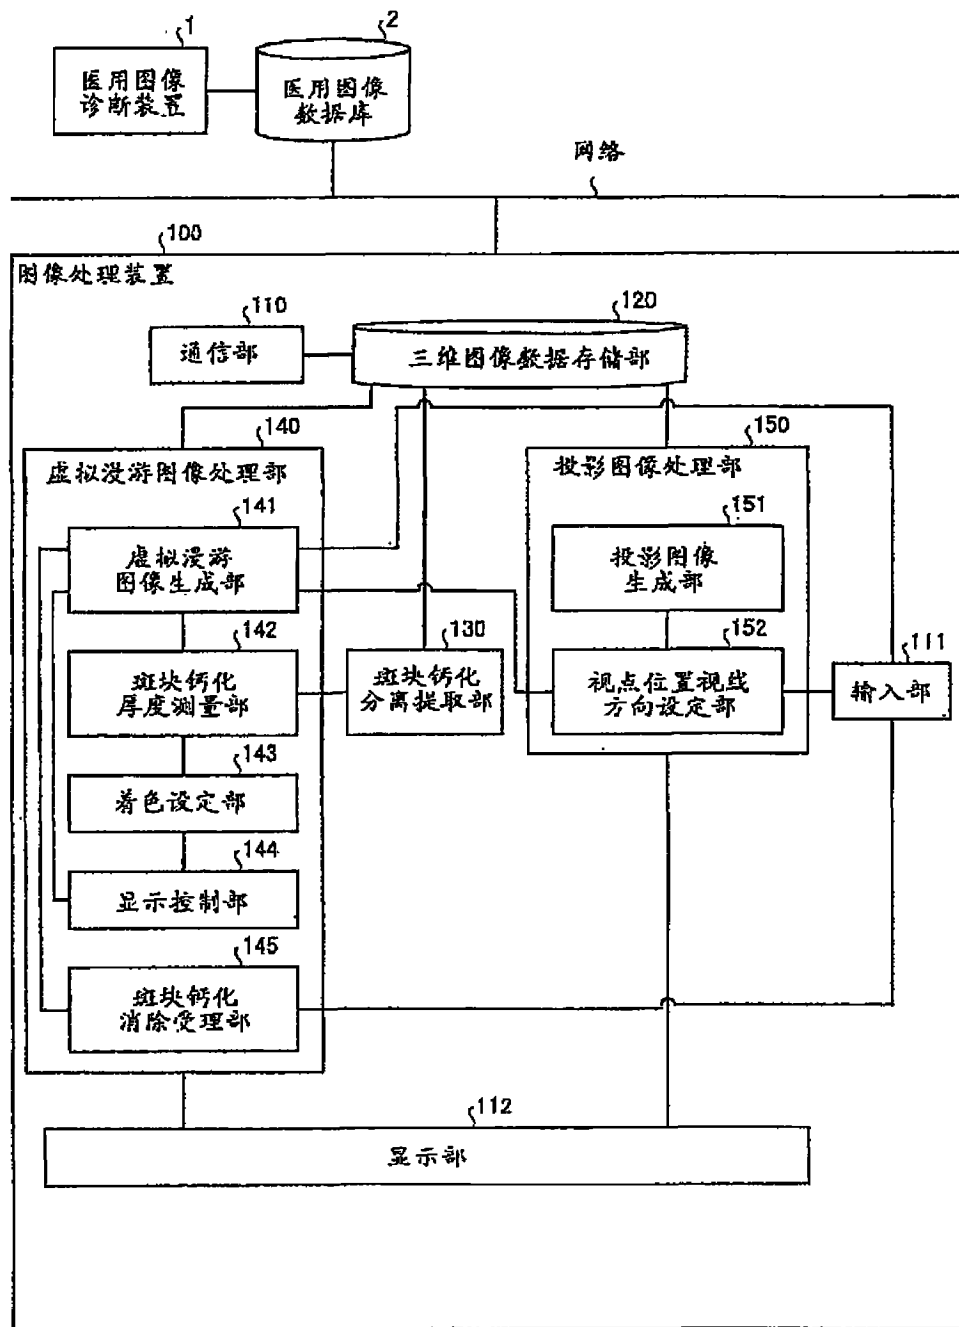 1
医用图像
诊断装置
2
医用图像
数据库
网络
100
图像处理装置
110
通信部
120
三维图像数据存储部
140
虚拟漫游图像处理部
141
虚拟漫游
图像生成部
142
斑块钙化
厚度测量部
143
着色设定部
144
显示控制部
145
斑块钙化
消除受理部
130
斑块钙化
分离提取部
150
投影图像处理部
151
投影图像
生成部
152
视点位置视线
方向设定部
111
输入部
112
显示部